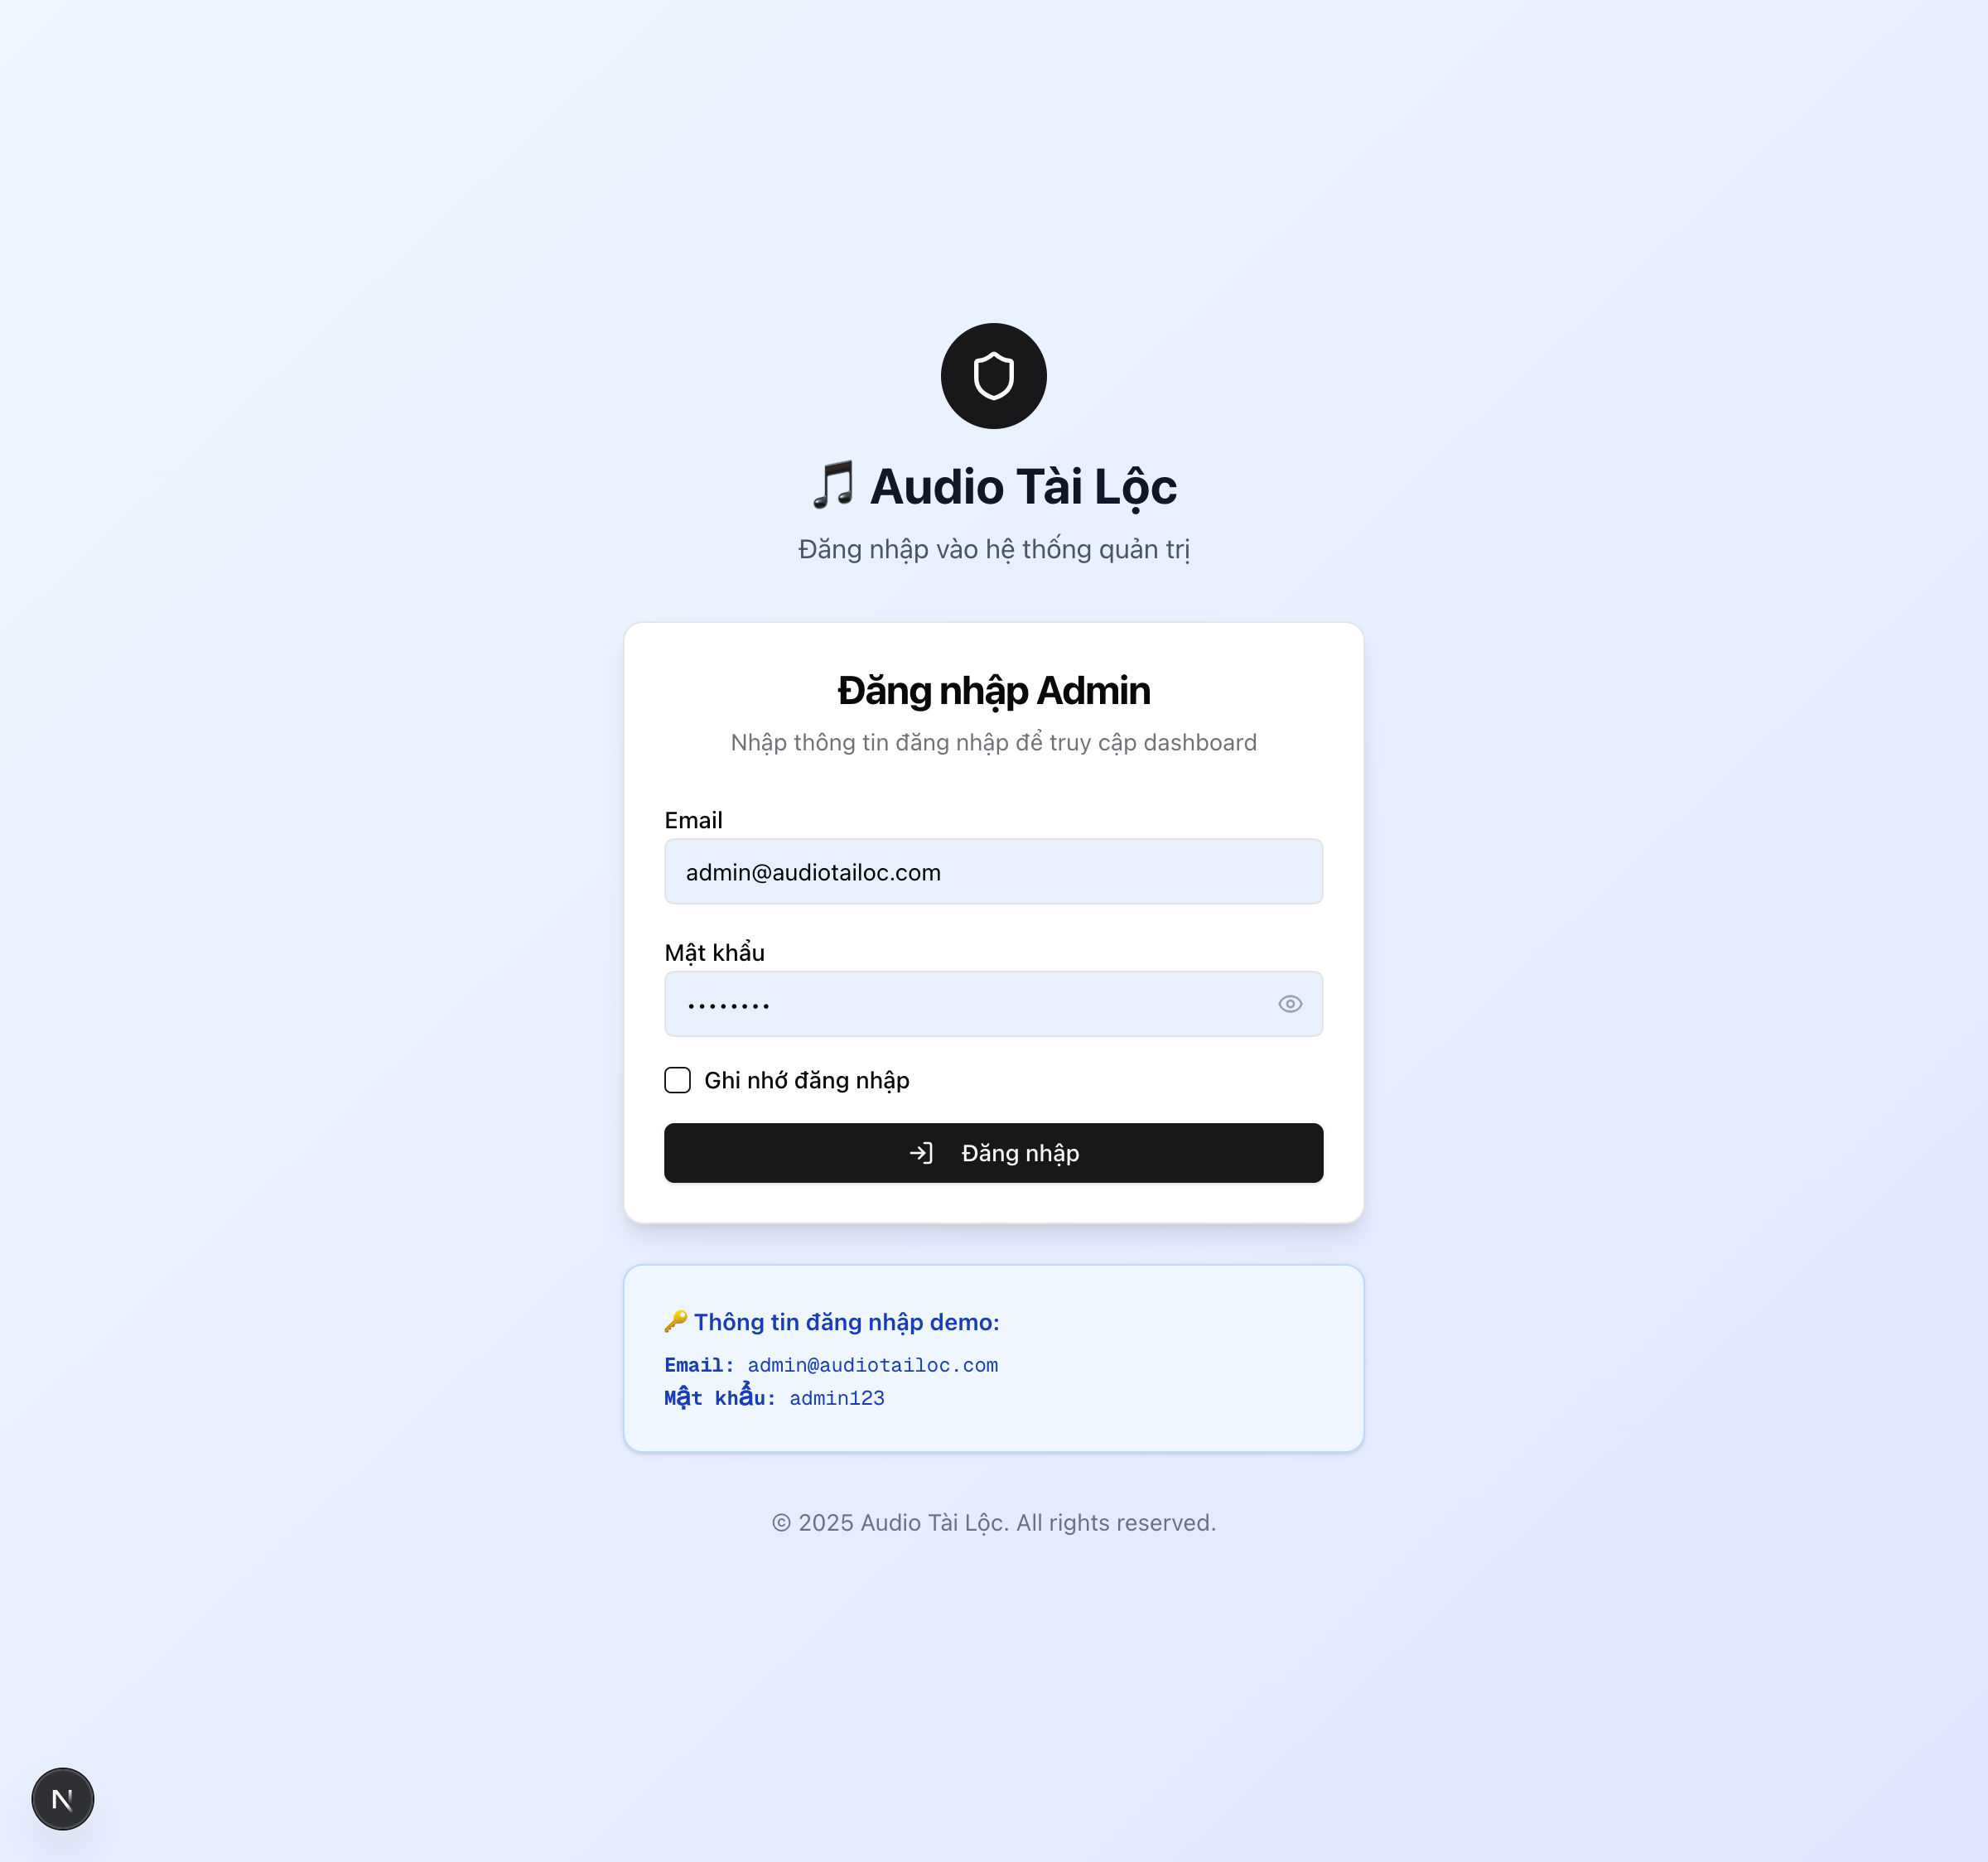 🎵 Audio Tài Lộc
Đăng nhập vào hệ thống quản trị
Đăng nhập Admin
Nhập thông tin đăng nhập để truy cập dashboard
Email
admin@audiotailoc.com
Mật khẩu
••••••••
Ghi nhớ đăng nhập
Đăng nhập
🔑 Thông tin đăng nhập demo:
Email: admin@audiotailoc.com
Mật khẩu: admin123
© 2025 Audio Tài Lộc. All rights reserved.
N